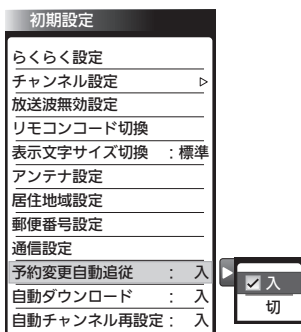 初期設定
らくらく設定
チャンネル設定 ▷
放送波無効設定
リモコンコード切換
表示文字サイズ切換 : 標準
アンテナ設定
居住地域設定
郵便番号設定
通信設定
予約変更自動追従 : 入
自動ダウンロード : 入
自動チャンネル再設定 : 入
入
切